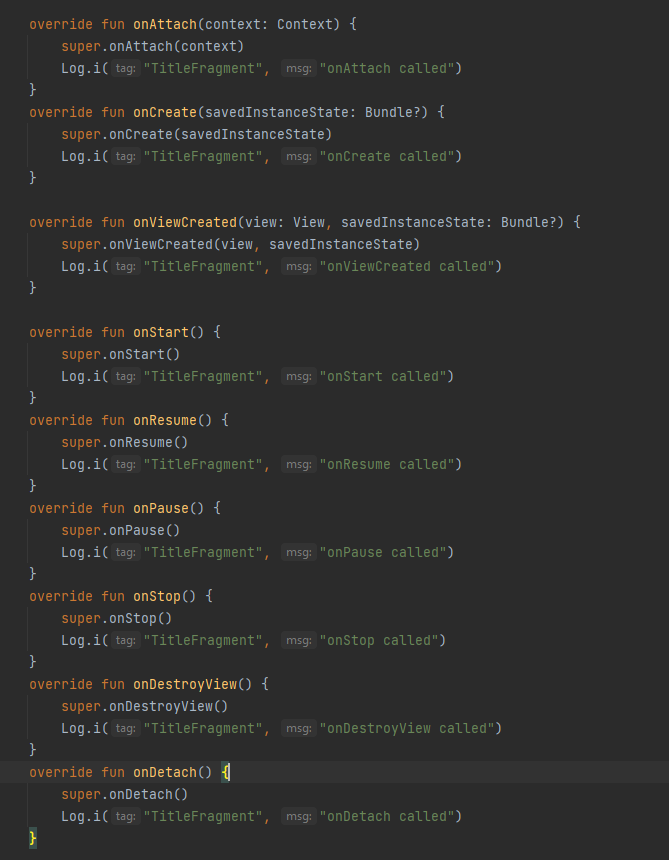 override fun onAttach(context: Context) {
    super.onAttach(context)
    Log.i( tag: "TitleFragment", msg: "onAttach called")
}
override fun onCreate(savedInstanceState: Bundle?) {
    super.onCreate(savedInstanceState)
    Log.i( tag: "TitleFragment", msg: "onCreate called")
}

override fun onViewCreated(view: View, savedInstanceState: Bundle?) {
    super.onViewCreated(view, savedInstanceState)
    Log.i( tag: "TitleFragment", msg: "onViewCreated called")
}

override fun onStart() {
    super.onStart()
    Log.i( tag: "TitleFragment", msg: "onStart called")
}
override fun onResume() {
    super.onResume()
    Log.i( tag: "TitleFragment", msg: "onResume called")
}
override fun onPause() {
    super.onPause()
    Log.i( tag: "TitleFragment", msg: "onPause called")
}
override fun onStop() {
    super.onStop()
    Log.i( tag: "TitleFragment", msg: "onStop called")
}
override fun onDestroyView() {
    super.onDestroyView()
    Log.i( tag: "TitleFragment", msg: "onDestroyView called")
}
override fun onDetach() {
    super.onDetach()
    Log.i( tag: "TitleFragment", msg: "onDetach called")
}